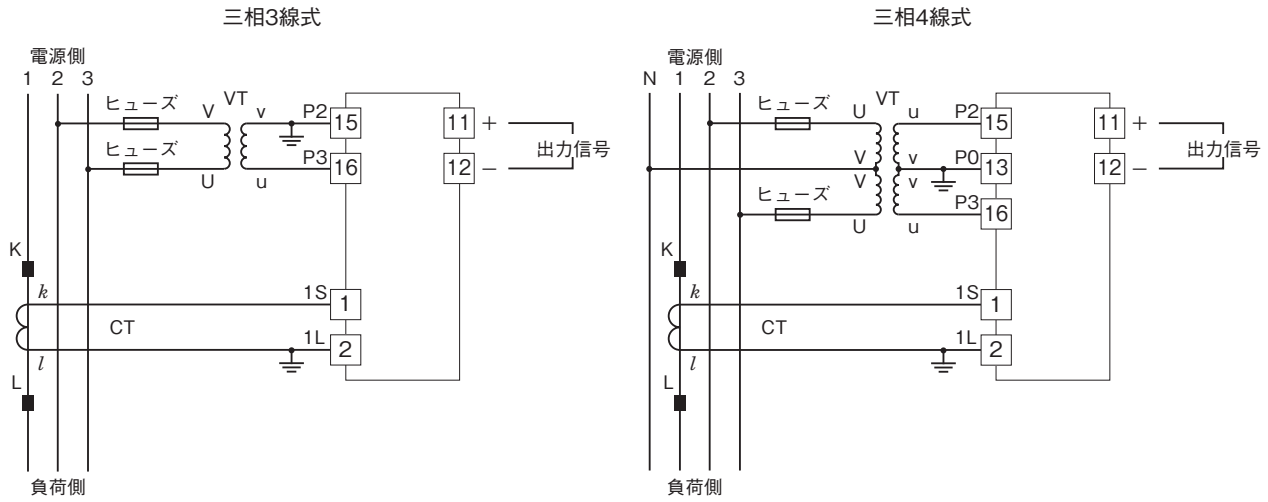 三相3線式
電源側
1 2 3
ヒューズ V VT v P2 15 11 +
ヒューズ U u P3 16 12 −
出力信号
K
k 1S 1
CT
l 1L 2
L
負荷側
三相4線式
電源側
N 1 2 3
ヒューズ U VT u P2 15 11 +
V v P0 13 12 −
出力信号
V v
ヒューズ U u P3 16
K
k 1S 1
CT
l 1L 2
L
負荷側